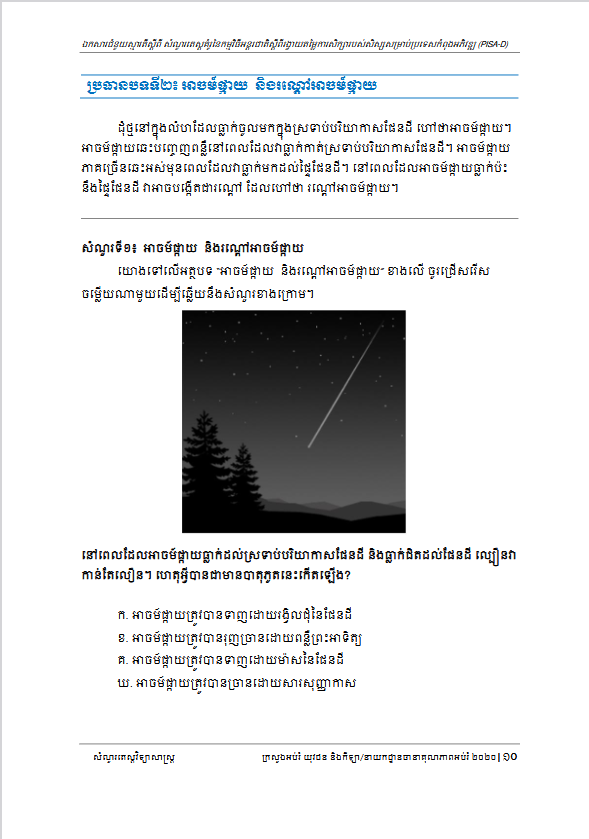 ឯកសារជំនួយស្មារតីស្តីពី សំណួរតេស្តគំរូនៃកម្មវិធីអន្តរជាតិស្តីពីរង្វាយតម្លៃការសិក្សារបស់សិស្សសម្រាប់ប្រទេសកំពុងអភិវឌ្ឍ (PISA-D)
ប្រធានបទទី២៖ អាចម៍ផ្កាយ និងរណ្តៅអាចម៍ផ្កាយ
ដុំថ្មនៅក្នុងលំហដែលធ្លាក់ចូលមកក្នុងស្រទាប់បរិយាកាសផែនដី ហៅថាអាចម៍ផ្កាយ។
អាចម៍ផ្កាយឆេះបញ្ចេញពន្លឺនៅពេលដែលវាធ្លាក់កាត់ស្រទាប់បរិយាកាសផែនដី។ អាចម៍ផ្កាយ
ភាគច្រើនឆេះអស់មុនពេលដែលវាធ្លាក់មកដល់ផ្ទៃផែនដី។ នៅពេលដែលអាចម៍ផ្កាយធ្លាក់ប៉ះ
នឹងផ្ទៃផែនដី វាអាចបង្កើតជារណ្តៅ ដែលហៅថា រណ្តៅអាចម៍ផ្កាយ។
សំណួរទី១៖ អាចម៍ផ្កាយ និងរណ្តៅអាចម៍ផ្កាយ
យោងទៅលើអត្ថបទ “អាចម៍ផ្កាយ និងរណ្តៅអាចម៍ផ្កាយ” ខាងលើ ចូរជ្រើសរើស
ចម្លើយណាមួយដើម្បីឆ្លើយនឹងសំណួរខាងក្រោម។
នៅពេលដែលអាចម៍ផ្កាយធ្លាក់ដល់ស្រទាប់បរិយាកាសផែនដី និងធ្លាក់ជិតដល់ផែនដី ល្បឿនវា
កាន់តែលឿន។ ហេតុអ្វីបានជាមានបាតុភូតនេះកើតឡើង?
ក. អាចម៍ផ្កាយត្រូវបានទាញដោយរង្វិលជុំនៃផែនដី
ខ. អាចម៍ផ្កាយត្រូវបានរុញច្រានដោយពន្លឺព្រះអាទិត្យ
គ. អាចម៍ផ្កាយត្រូវបានទាញដោយម៉ាសនៃផែនដី
ឃ. អាចម៍ផ្កាយត្រូវបានច្រានដោយសារសុញ្ញាកាស
សំណួរតេស្តវិទ្យាសាស្ត្រ ក្រសួងអប់រំ យុវជន និងកីឡា/នាយកដ្ឋានធានាគុណភាពអប់រំ ២០២០ | ១០